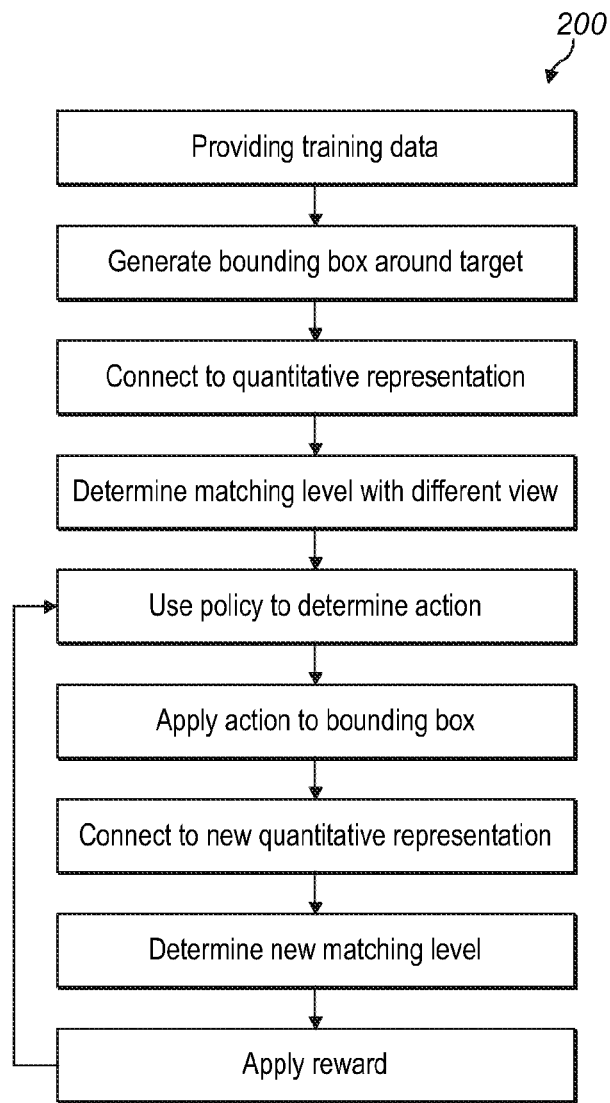 200
Providing training data
Generate bounding box around target
Connect to quantitative representation
Determine matching level with different view
Use policy to determine action
Apply action to bounding box
Connect to new quantitative representation
Determine new matching level
Apply reward